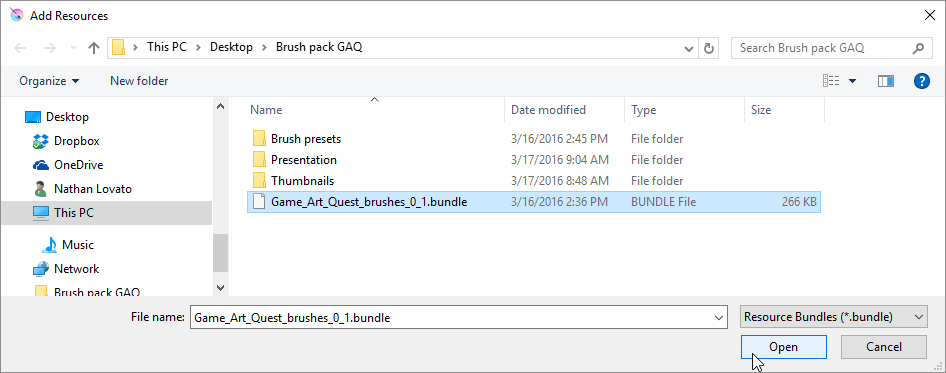 Add Resources
This PC Desktop Brush pack GAQ Search Brush pack GAQ
Organize New folder ?
Name Date modified TYPE Size
Desktop
Dropbox
OneDrive
Nathan Lovato
This PC
Music
Network
Brush pack GAQ
Brush presets 3/16/2016 2:45 PM File folder
Presentation 3/17/2016 9:04 AM File folder
Thumbnails 3/17/2016 8:48 AM File folder
Game_Art_Quest_brushes_0_1.bundle 3/16/2016 2:36 PM BUNDLE File 266 KB
File name: Game_Art_Quest_brushes_0_1.bundle Resource Bundles (*.bundle)
Open Cancel